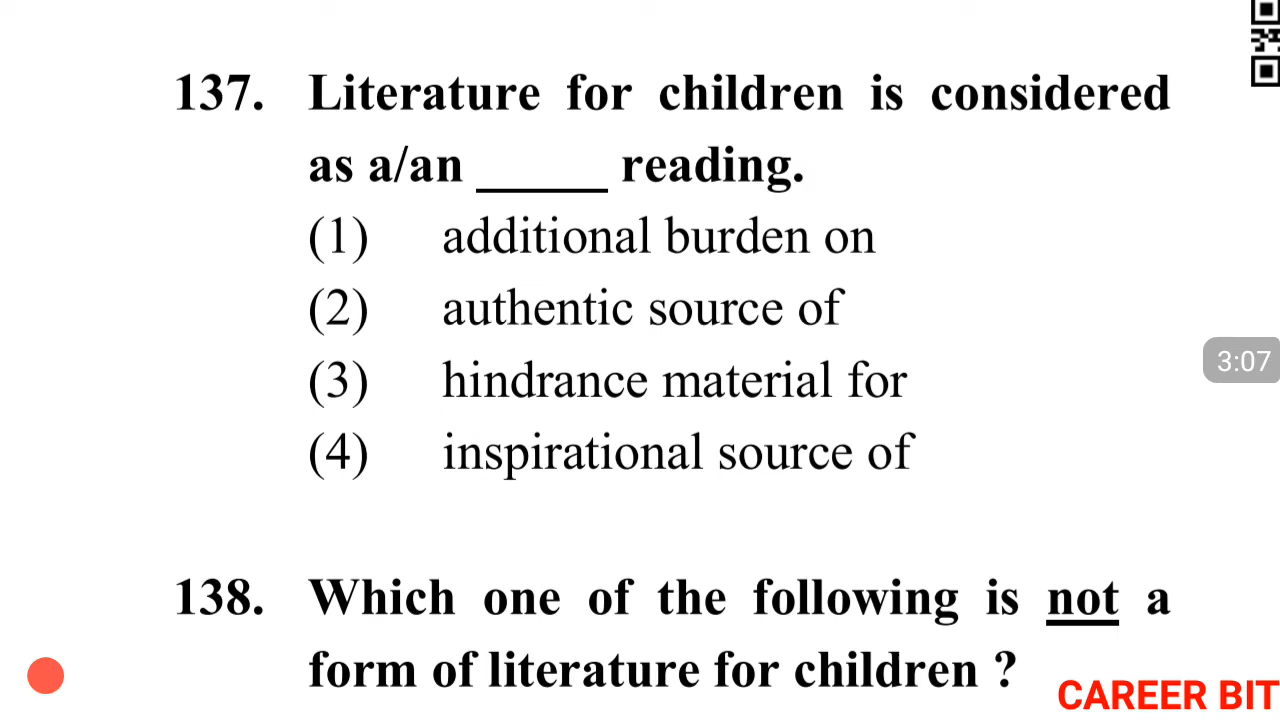 137. Literature for children is considered
as a/an _____ reading.
(1) additional burden on
(2) authentic source of
(3) hindrance material for
(4) inspirational source of
3:07
138. Which one of the following is not a
form of literature for children ?
CAREER BIT